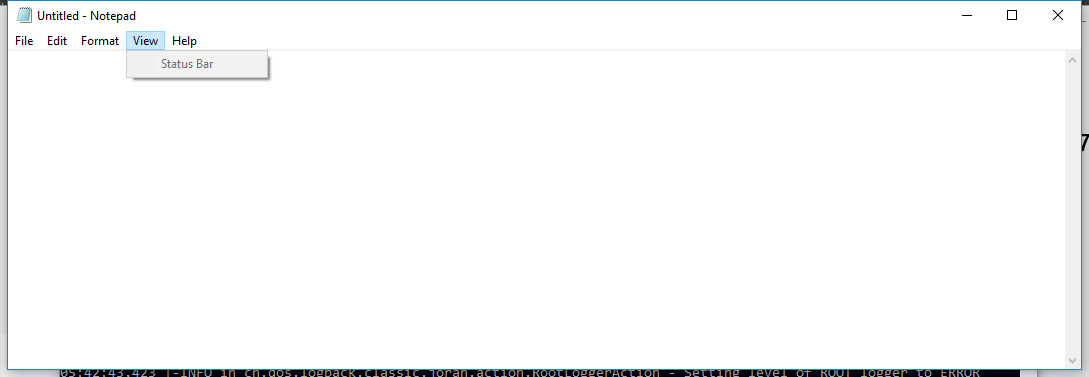 Untitled - Notepad
File Edit Format View Help
Status Bar
7
05:42:43.423 |-INFO in ch.qos.logback.classic.joran.action.RootLoggerAction - Setting level of ROOT logger to ERROR